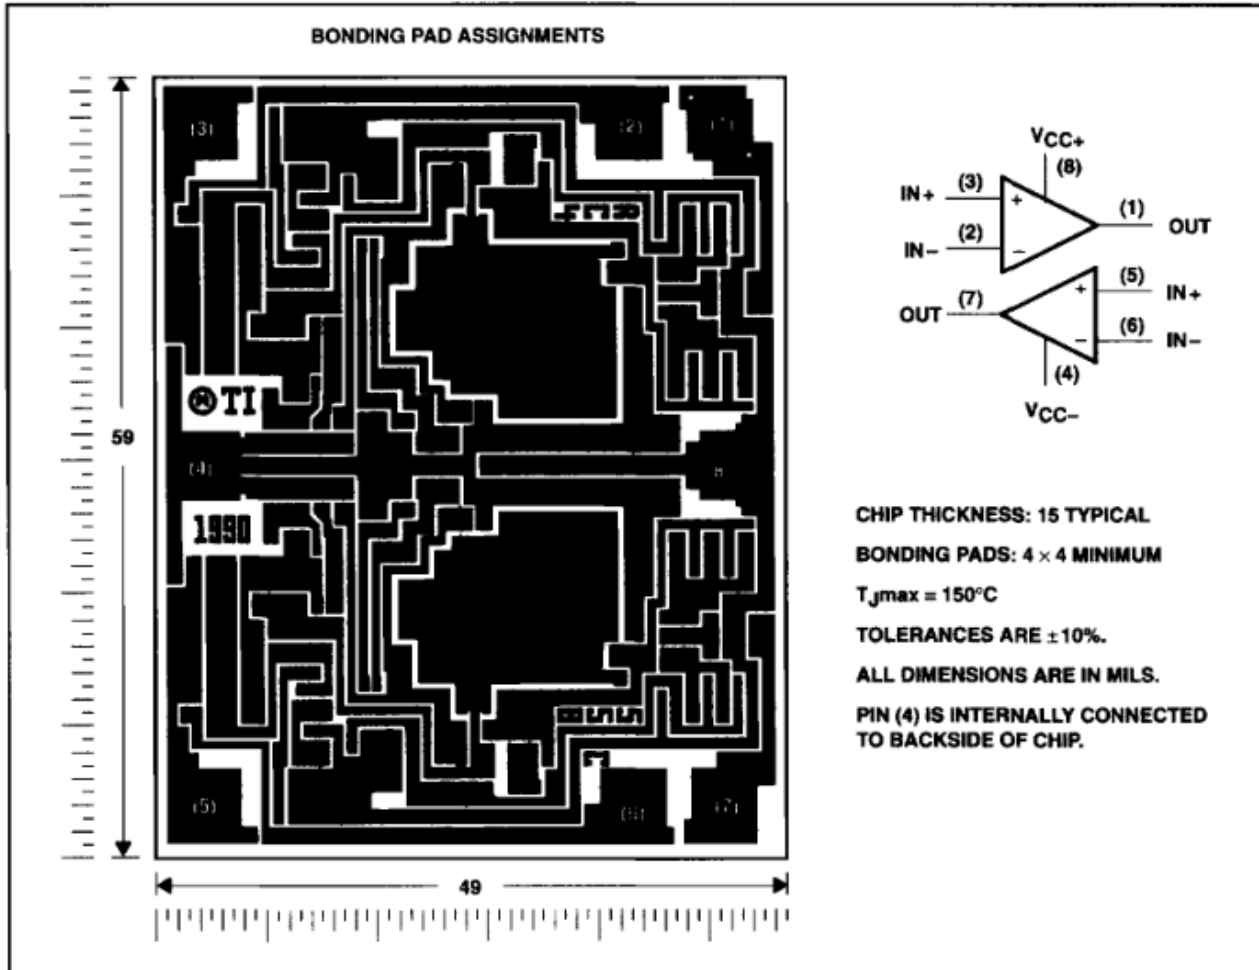 BONDING PAD ASSIGNMENTS
(3)
(2)
59
®TI
(4)
1990
(5)
(6)
(7)
49
VCC+
(8)
IN+ (3) +
(1) OUT
IN– (2) –
+ (5) IN+
OUT (7)
– (6) IN–
(4)
VCC–
CHIP THICKNESS: 15 TYPICAL
BONDING PADS: 4 × 4 MINIMUM
TJmax = 150°C
TOLERANCES ARE ±10%.
ALL DIMENSIONS ARE IN MILS.
PIN (4) IS INTERNALLY CONNECTED
TO BACKSIDE OF CHIP.